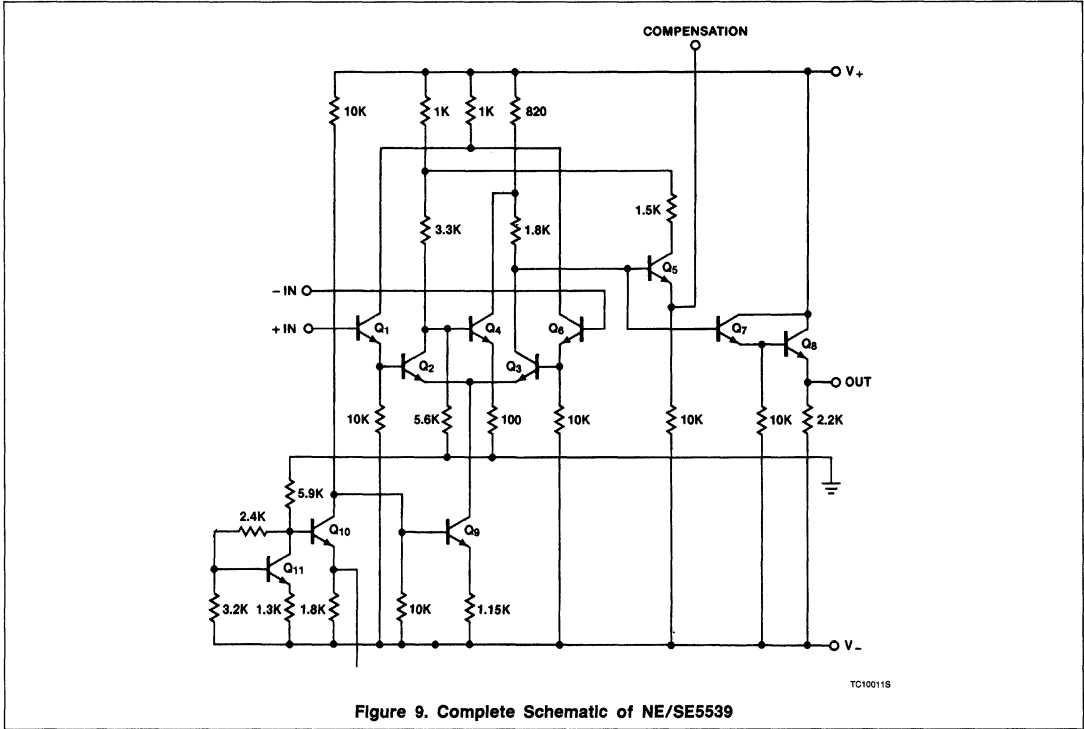 COMPENSATION
V+
10K
1K
1K
820
1.5K
3.3K
1.8K
Q5
– IN
+ IN
Q1
Q4
Q6
Q7
Q8
Q2
Q3
OUT
10K
5.6K
100
10K
10K
10K
2.2K
5.9K
2.4K
Q10
Q9
Q11
3.2K
1.3K
1.8K
10K
1.15K
V–
TC10011S
Figure 9. Complete Schematic of NE/SE5539